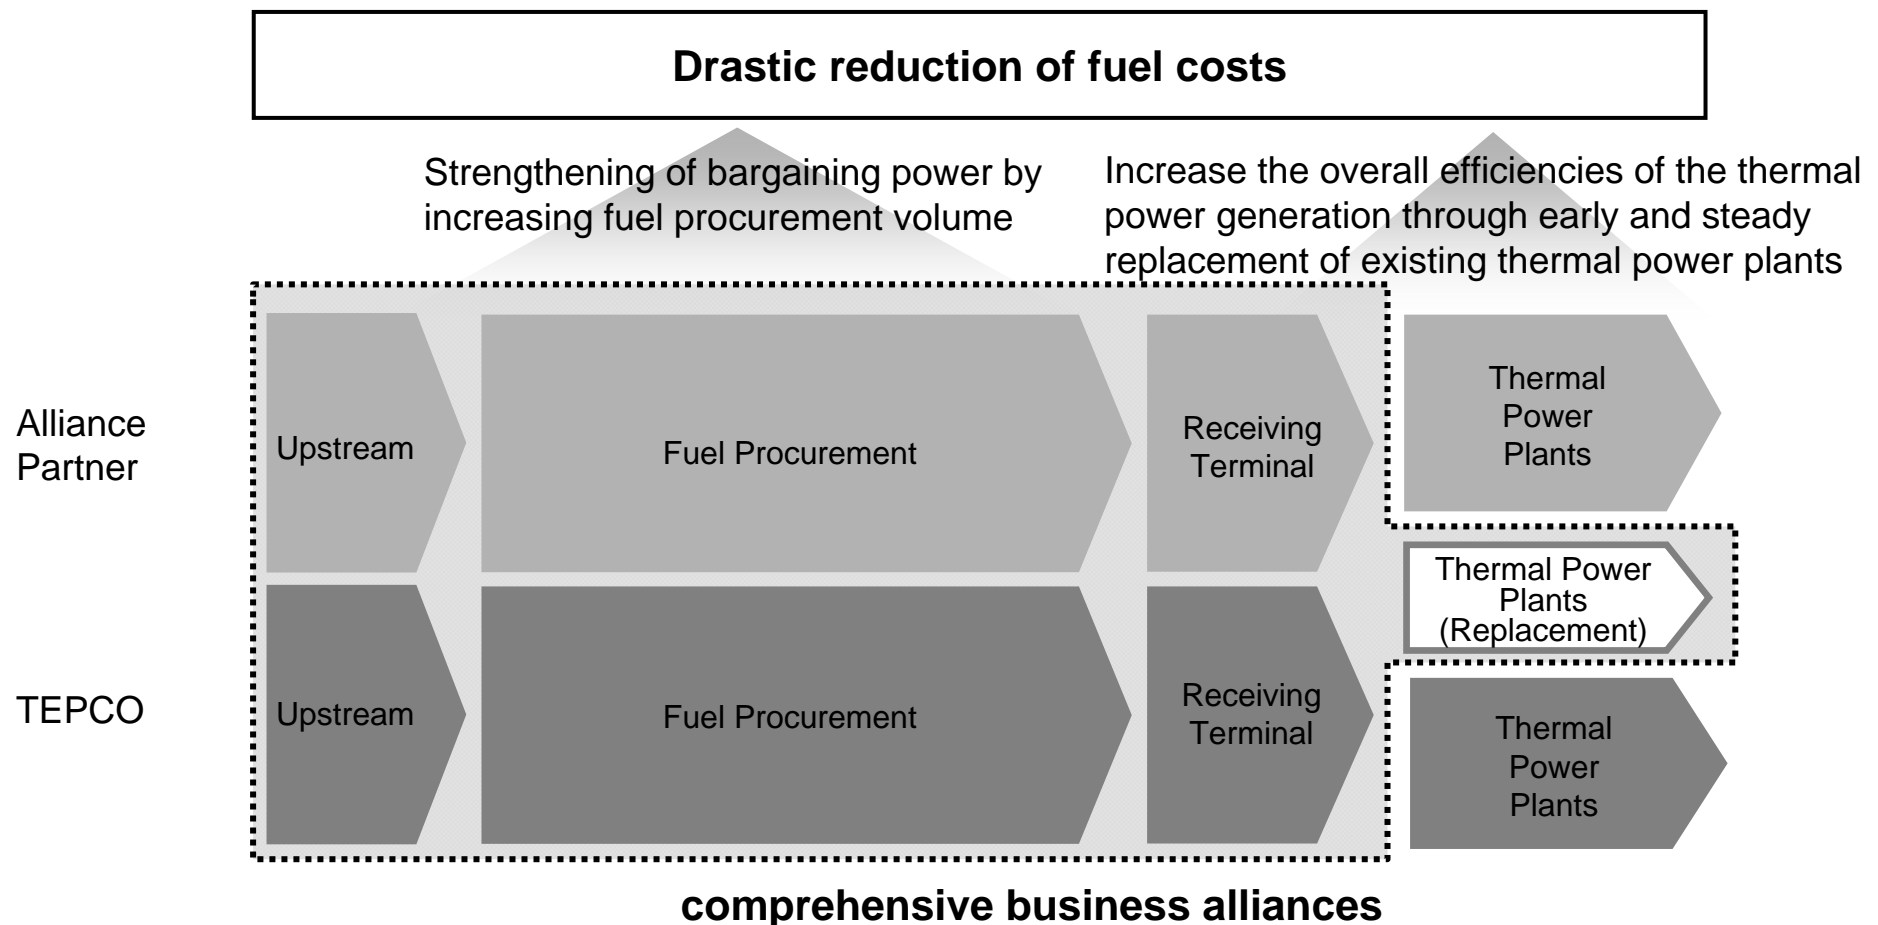 Drastic reduction of fuel costs
Strengthening of bargaining power by
increasing fuel procurement volume
Increase the overall efficiencies of the thermal
power generation through early and steady
replacement of existing thermal power plants
Alliance
Partner
Upstream
Fuel Procurement
Receiving
Terminal
Thermal
Power
Plants
Thermal Power
Plants
(Replacement)
TEPCO
Upstream
Fuel Procurement
Receiving
Terminal
Thermal
Power
Plants
comprehensive business alliances